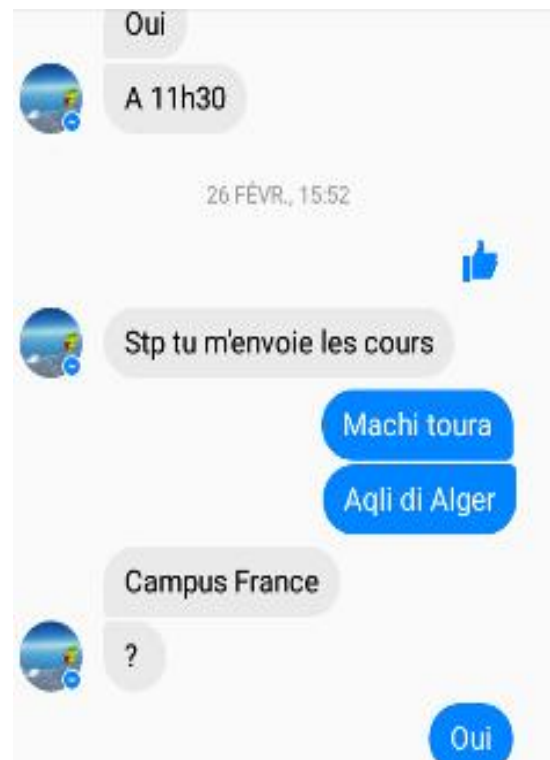 Oui
A 11h30
26 FÉVR., 15:52
Stp tu m'envoie les cours
Machi toura
Aqli di Alger
Campus France
?
Oui